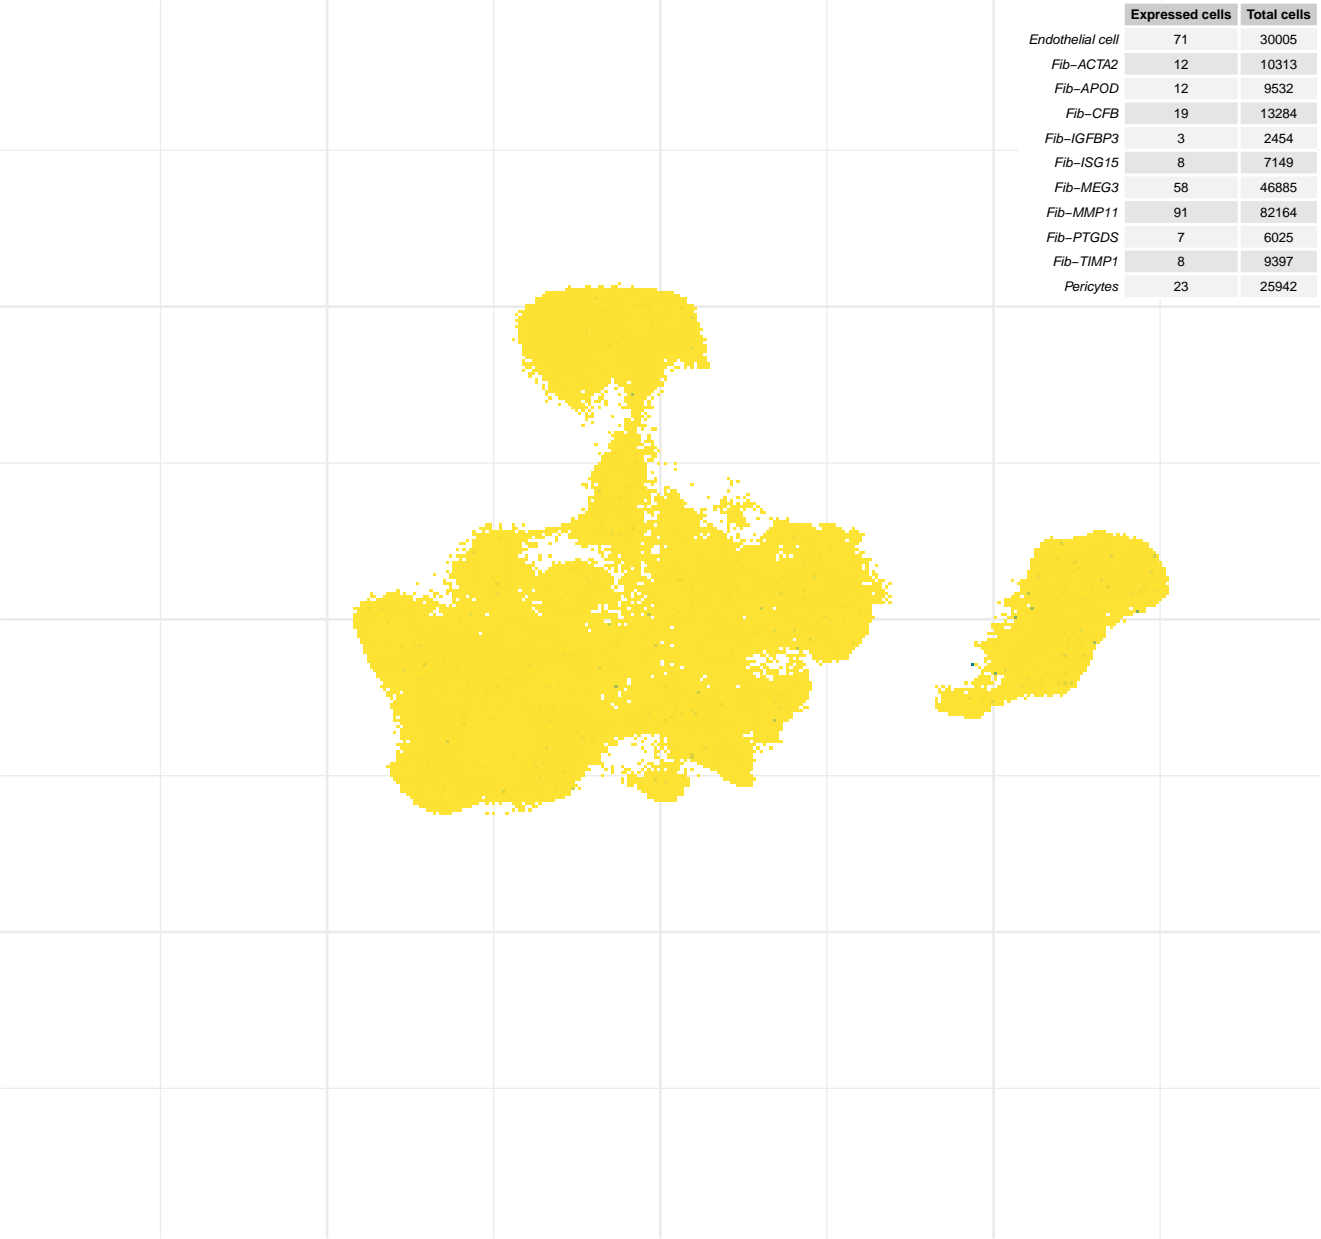 Expressed cells Total cells
Endothelial cell 71 30005
Fib−ACTA2 12 10313
Fib−APOD 12 9532
Fib−CFB 19 13284
Fib−IGFBP3 3 2454
Fib−ISG15 8 7149
Fib−MEG3 58 46885
Fib−MMP11 91 82164
Fib−PTGDS 7 6025
Fib−TIMP1 8 9397
Pericytes 23 25942